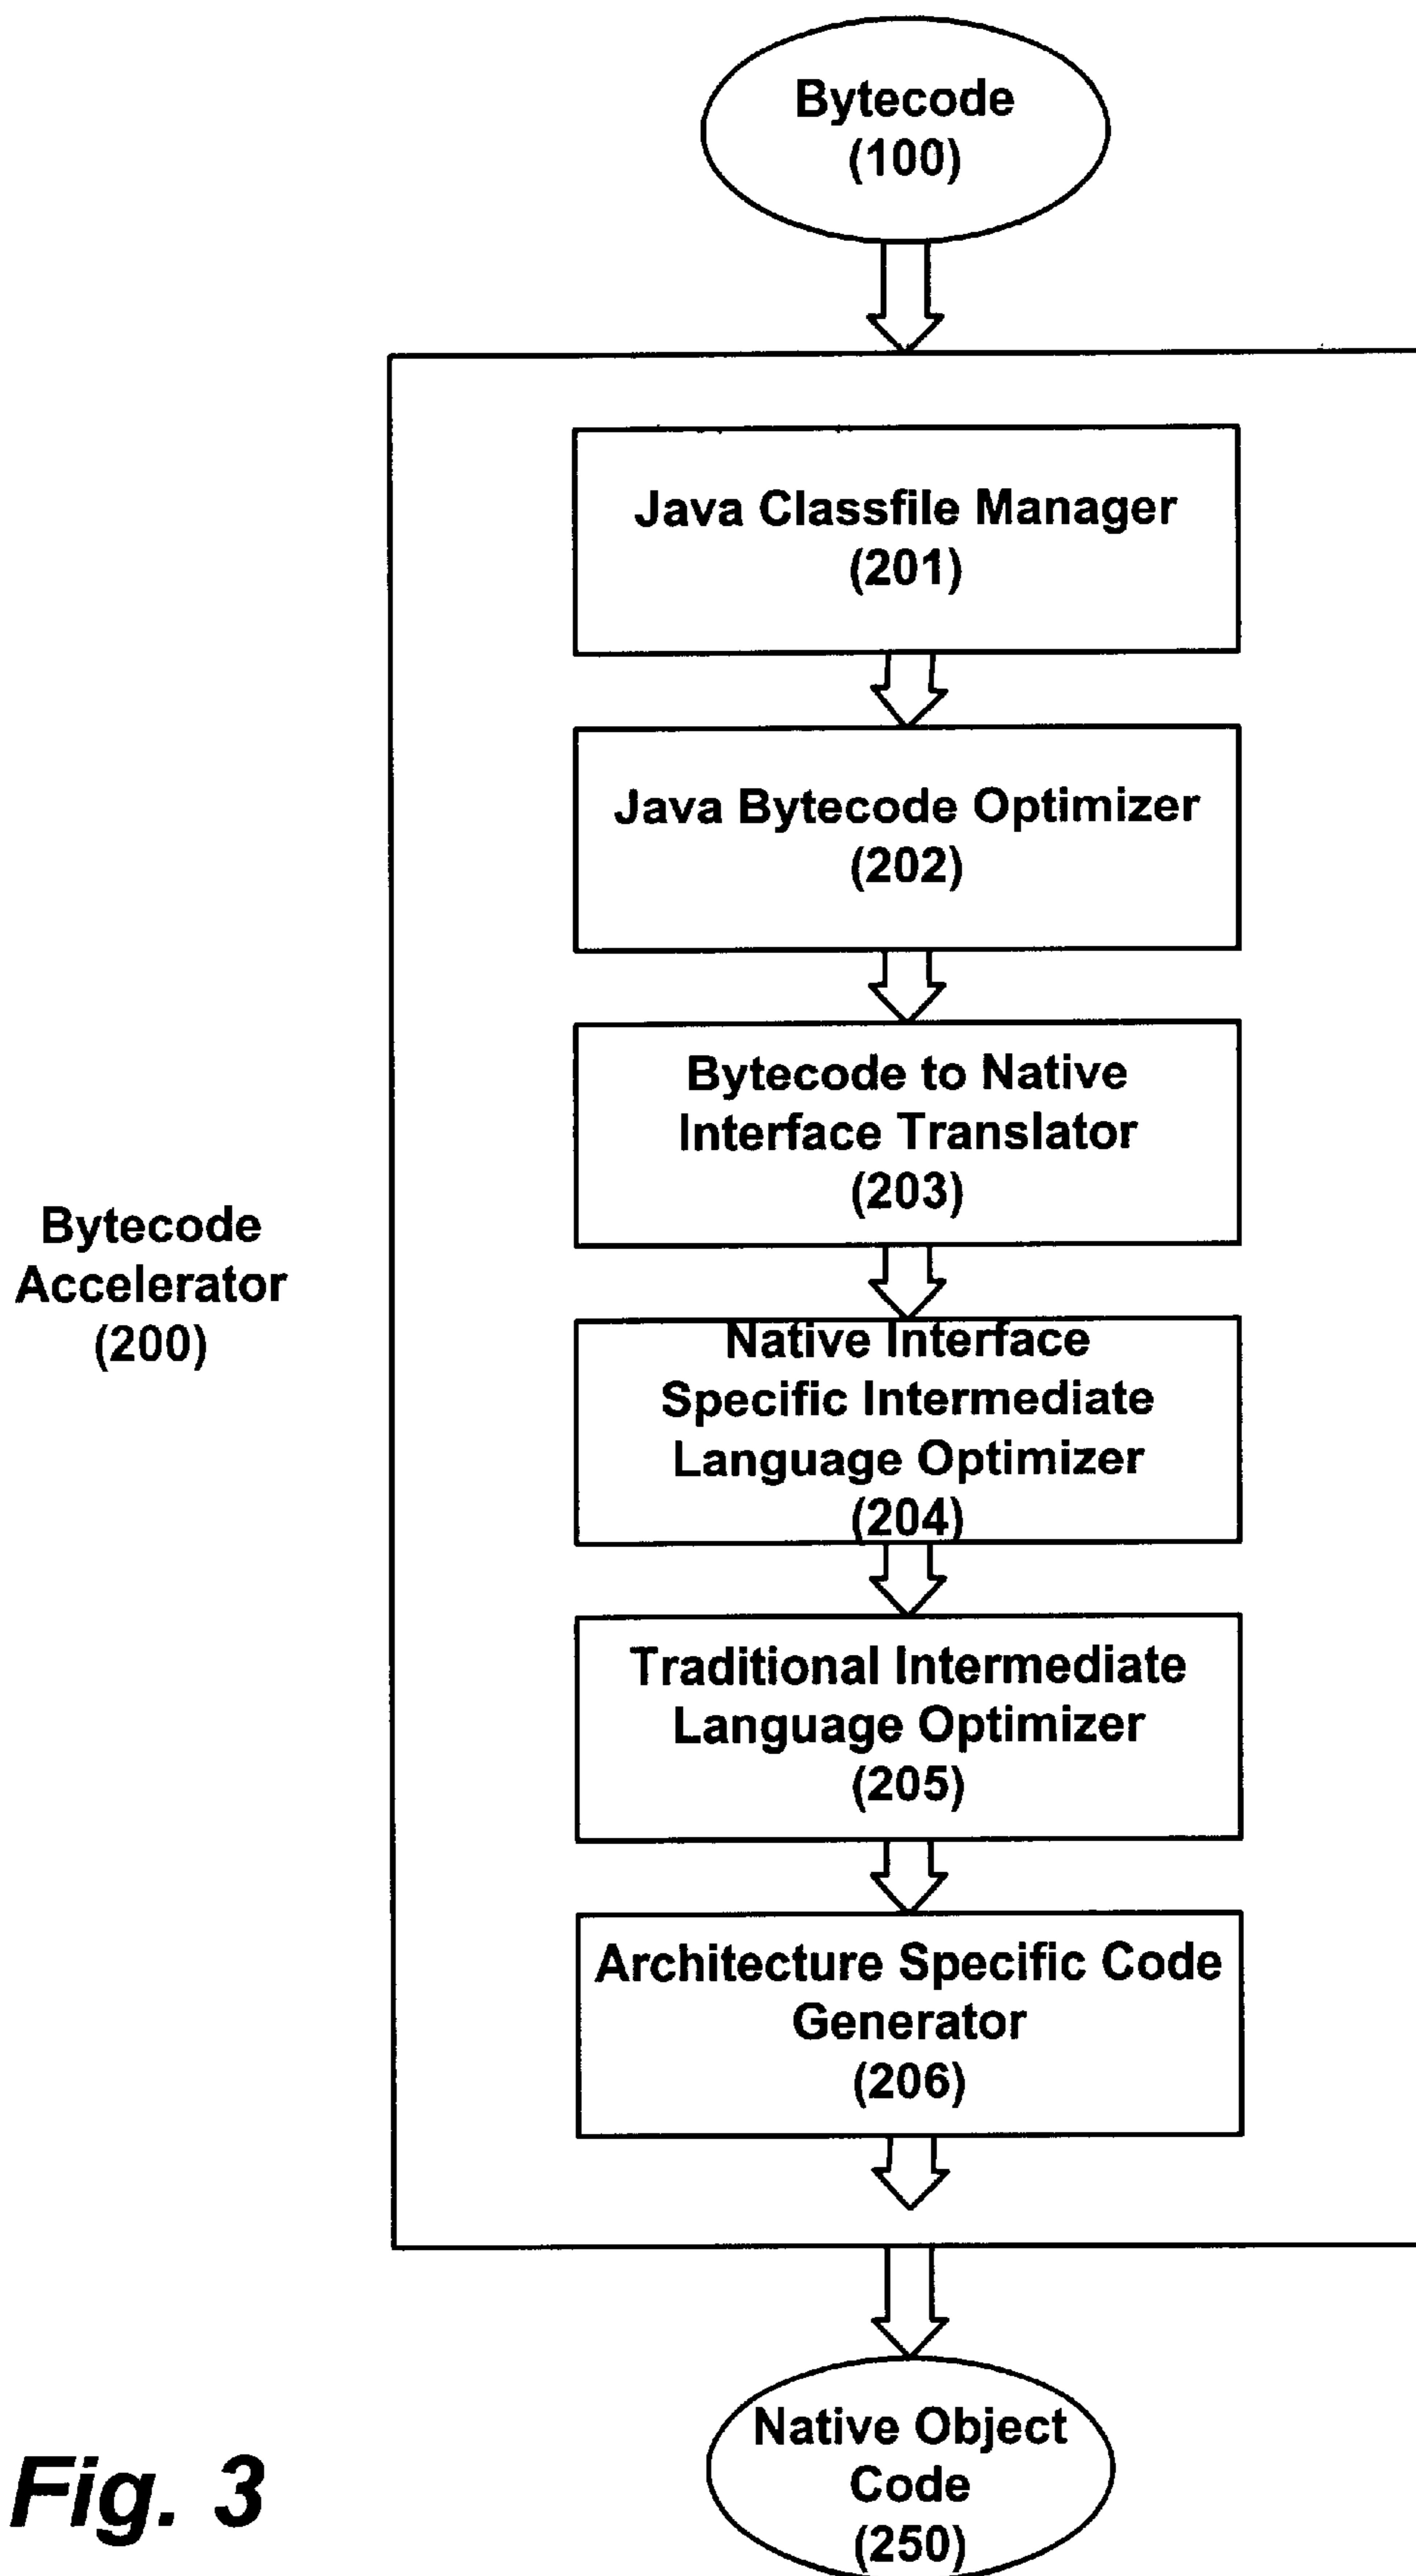 Bytecode
(100)
Java Classfile Manager
(201)
Java Bytecode Optimizer
(202)
Bytecode to Native
Interface Translator
(203)
Bytecode
Accelerator
(200)
Native Interface
Specific Intermediate
Language Optimizer
(204)
Traditional Intermediate
Language Optimizer
(205)
Architecture Specific Code
Generator
(206)
Native Object
Code
(250)
Fig. 3